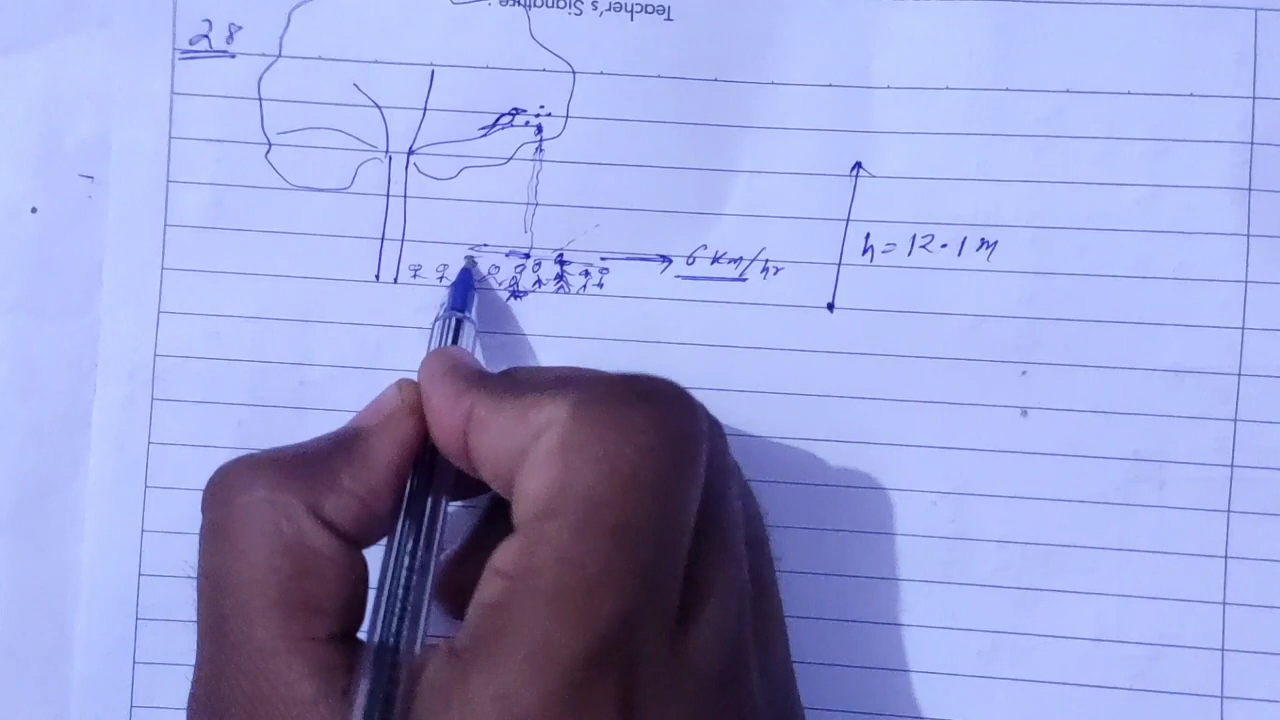 Teacher's Signature :
28
6 Km/hr
h = 12.1 m